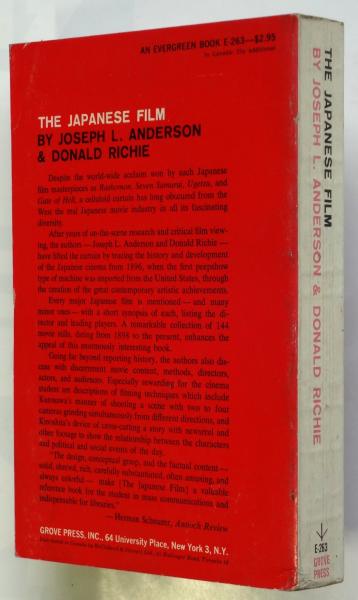 AN EVERGREEN BOOK E-263—$2.95
In Canada: 25¢ additional
THE JAPANESE FILM
BY JOSEPH L. ANDERSON
& DONALD RICHIE
Despite the world-wide acclaim won by such Japanese
film masterpieces as Rashomon, Seven Samurai, Ugetsu, and
Gate of Hell, a celluloid curtain has long obscured from the
West the real Japanese movie industry in all its fascinating
diversity.
After years of on-the-scene research and critical film view-
ing, the authors—Joseph L. Anderson and Donald Richie—
have lifted the curtain by tracing the history and development
of the Japanese cinema from 1896, when the first peepshow
type of machine was imported from the United States, through
the creation of the great contemporary artistic achievements.
Every major Japanese film is mentioned—and many
minor ones—with a short synopsis of each, listing the di-
rector and leading players. A remarkable collection of 144
movie stills, dating from 1898 to the present, enhances the
appeal of this enormously interesting book.
Going far beyond reporting history, the authors also dis-
cuss with discernment movie content, methods, directors,
actors, and audiences. Especially rewarding for the cinema
student are descriptions of filming techniques which include
Kurosawa's manner of shooting a scene with two to four
cameras grinding simultaneously from different directions, and
Kinoshita's device of cross-cutting a story with newsreel and
other footage to show the relationship between the characters
and political and social events of the day.
"The design, conceptual grasp, and the factual content—
solid, shrewd, rich, carefully substantiated, often amusing, and
always colorful—make [The Japanese Film] a valuable
reference book for the student in mass communications and
indispensable for libraries."
— Herman Schnurer, Antioch Review
GROVE PRESS, INC., 64 University Place, New York 3, N.Y.
THE JAPANESE FILM
BY JOSEPH L. ANDERSON & DONALD RICHIE
E-263
GROVE
PRESS